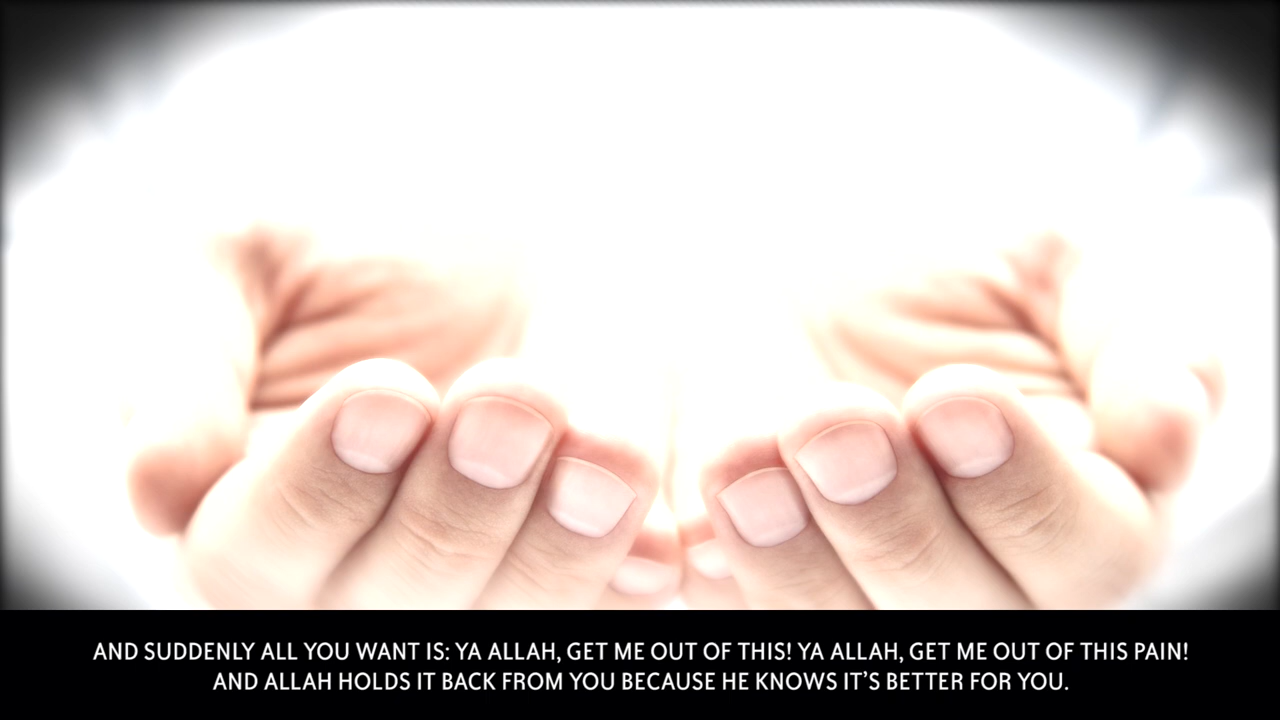 AND SUDDENLY ALL YOU WANT IS: YA ALLAH, GET ME OUT OF THIS! YA ALLAH, GET ME OUT OF THIS PAIN!
AND ALLAH HOLDS IT BACK FROM YOU BECAUSE HE KNOWS IT’S BETTER FOR YOU.